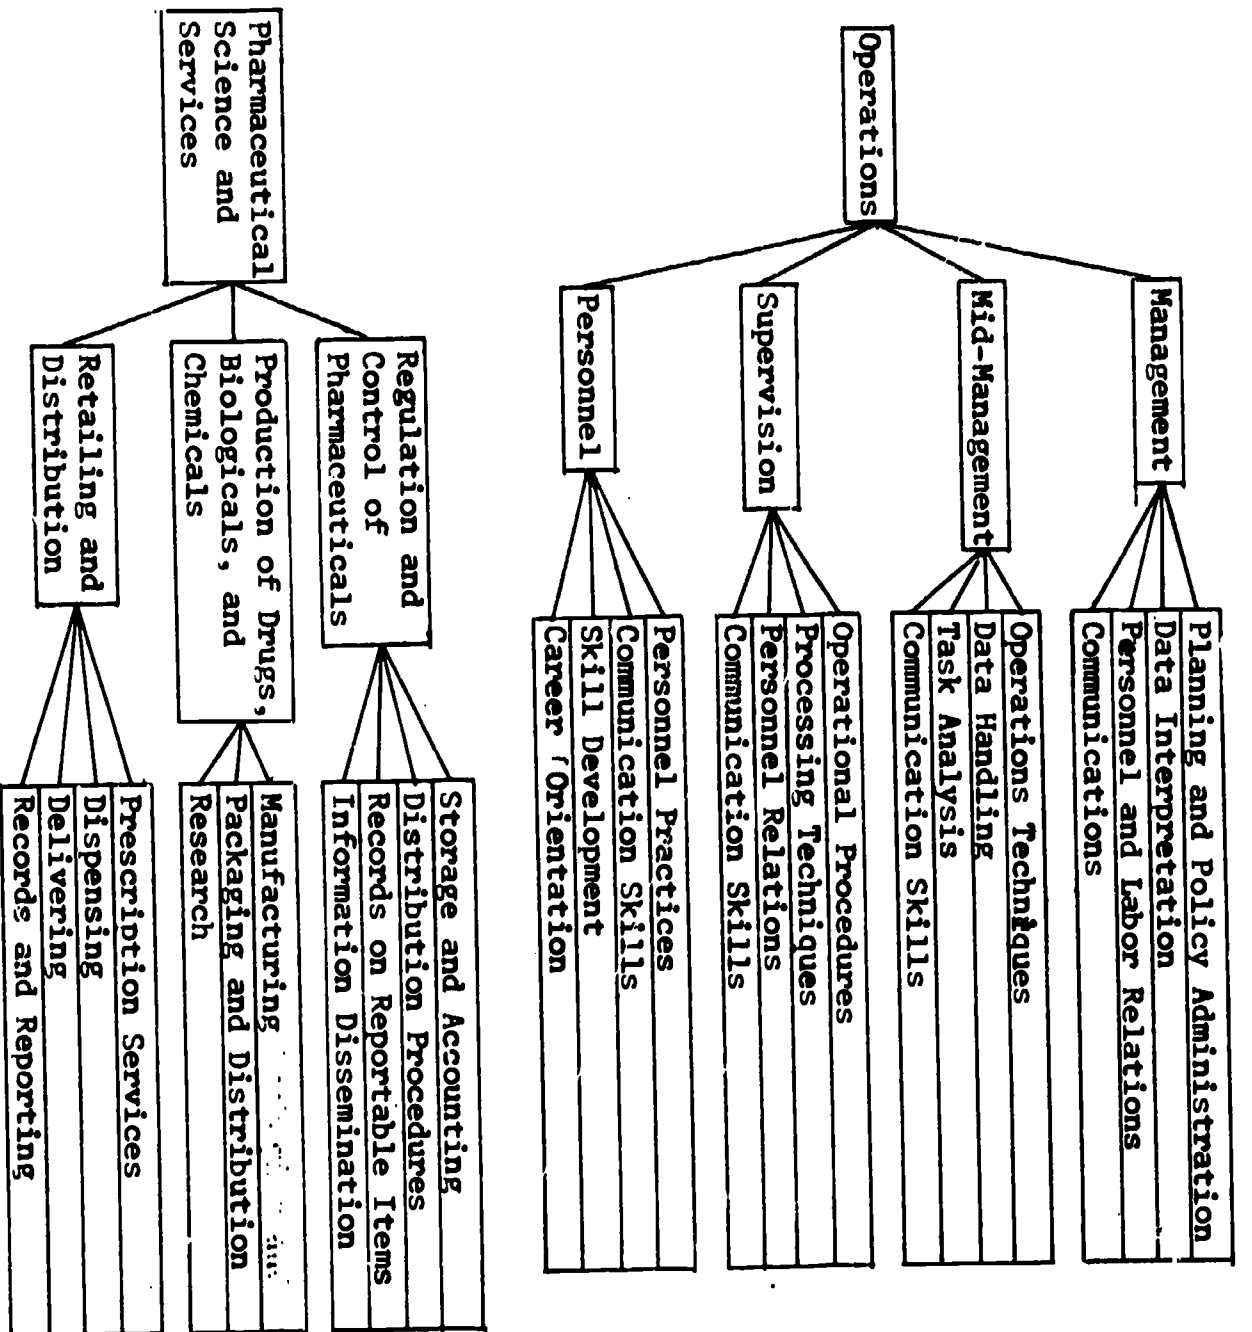 Operations
Management
Planning and Policy Administration
Data Interpretation
Personnel and Labor Relations
Communications
Mid-Management
Operations Techniques
Data Handling
Task Analysis
Communication Skills
Supervision
Operational Procedures
Processing Techniques
Personnel Relations
Communication Skills
Personnel
Personnel Practices
Communication Skills
Skill Development
Career Orientation
Pharmaceutical
Science and
Services
Regulation and
Control of
Pharmaceuticals
Storage and Accounting
Distribution Procedures
Records on Reportable Items
Information Dissemination
Production of Drugs,
Biologicals, and
Chemicals
Manufacturing
Packaging and Distribution
Research
Retailing and
Distribution
Prescription Services
Dispensing
Delivering
Records and Reporting